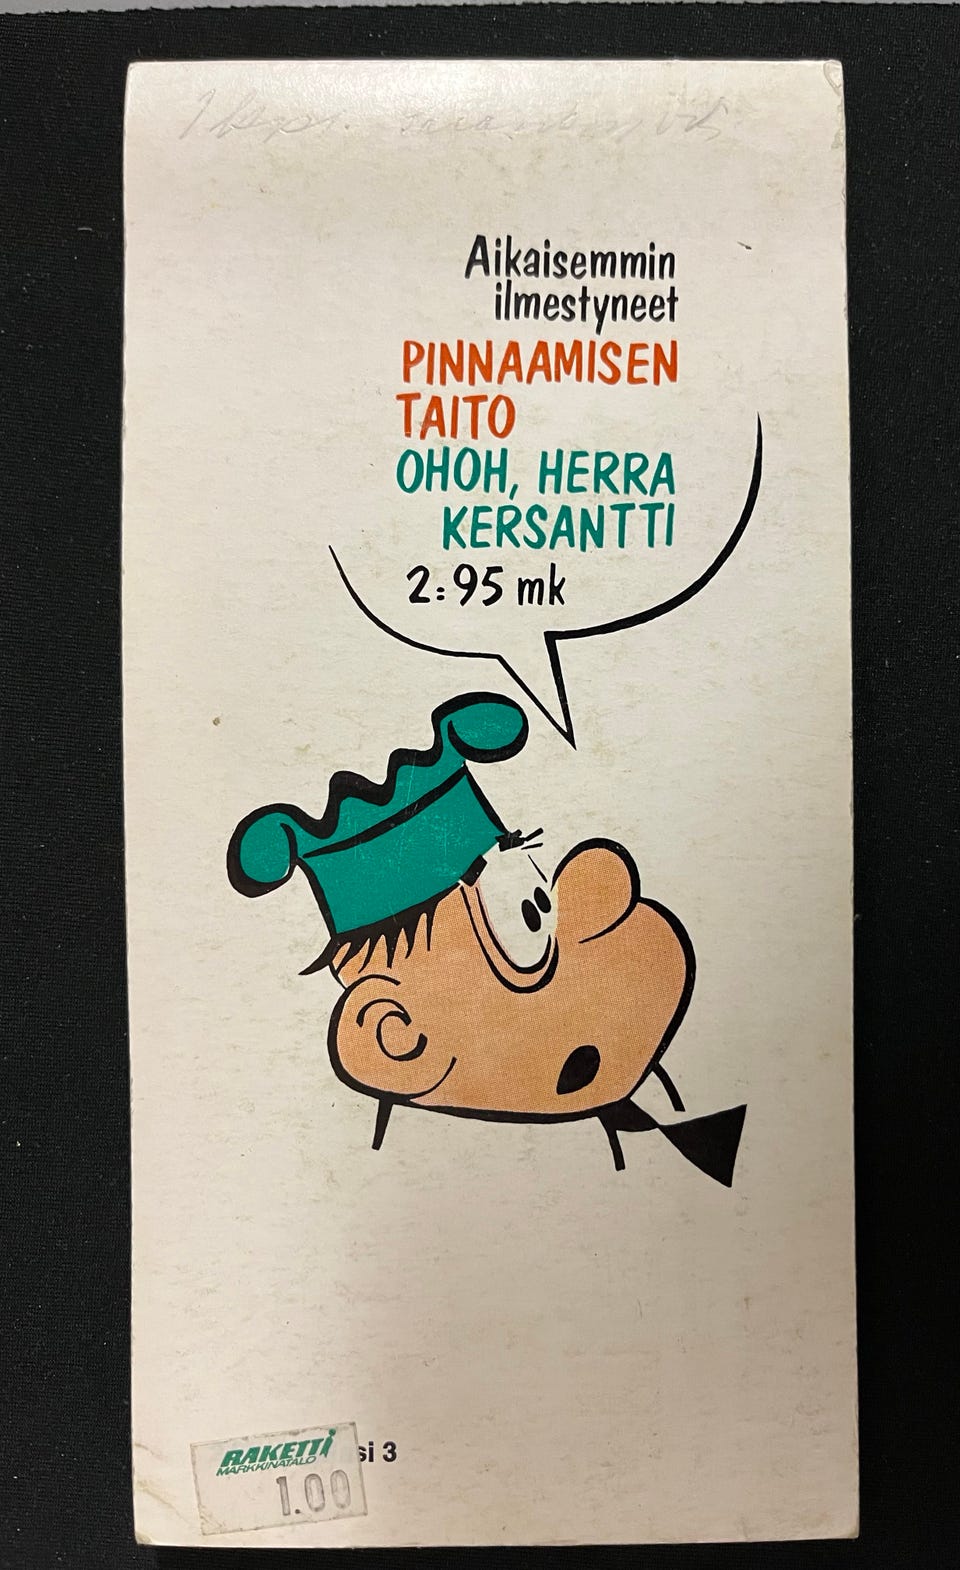 Aikaisemmin
ilmestyneet
PINNAAMISEN
TAITO
OHOH, HERRA
KERSANTTI
2:95 mk
RAKETTI
MARKKINATALO
1.00
si 3